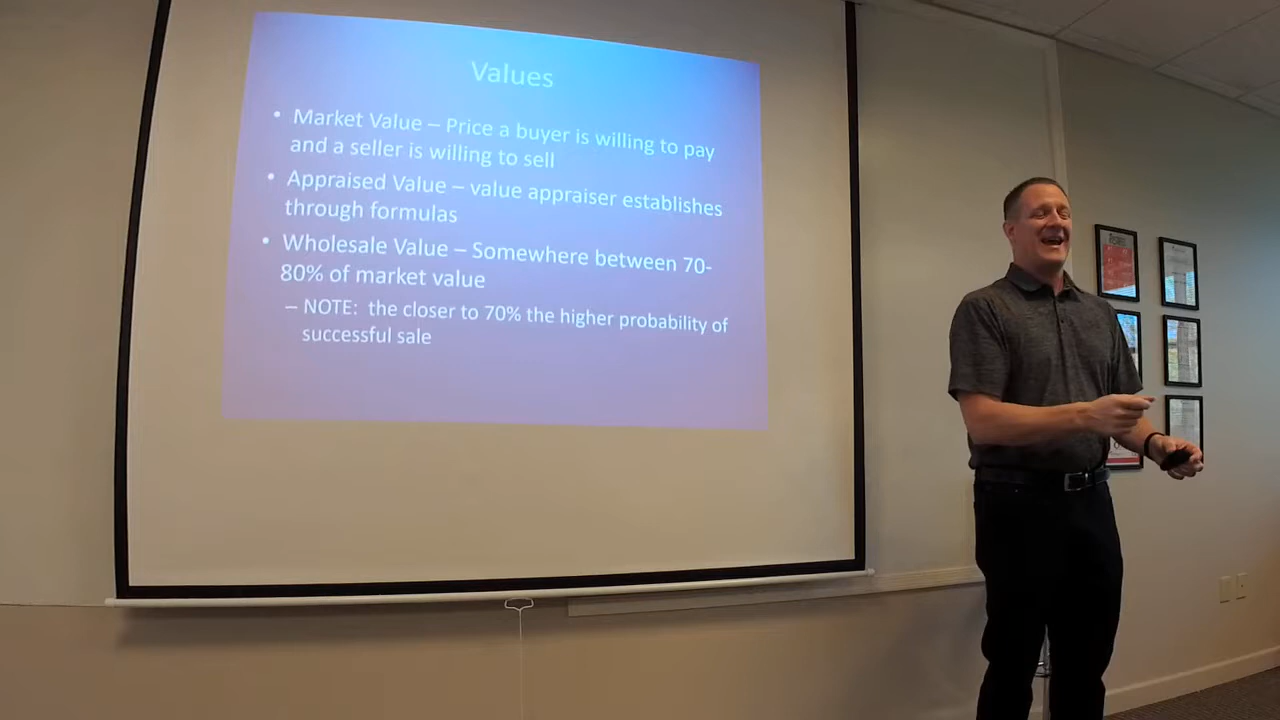 Values
• Market Value – Price a buyer is willing to pay
and a seller is willing to sell
• Appraised Value – value appraiser establishes
through formulas
• Wholesale Value – Somewhere between 70-
80% of market value
– NOTE: the closer to 70% the higher probability of
successful sale